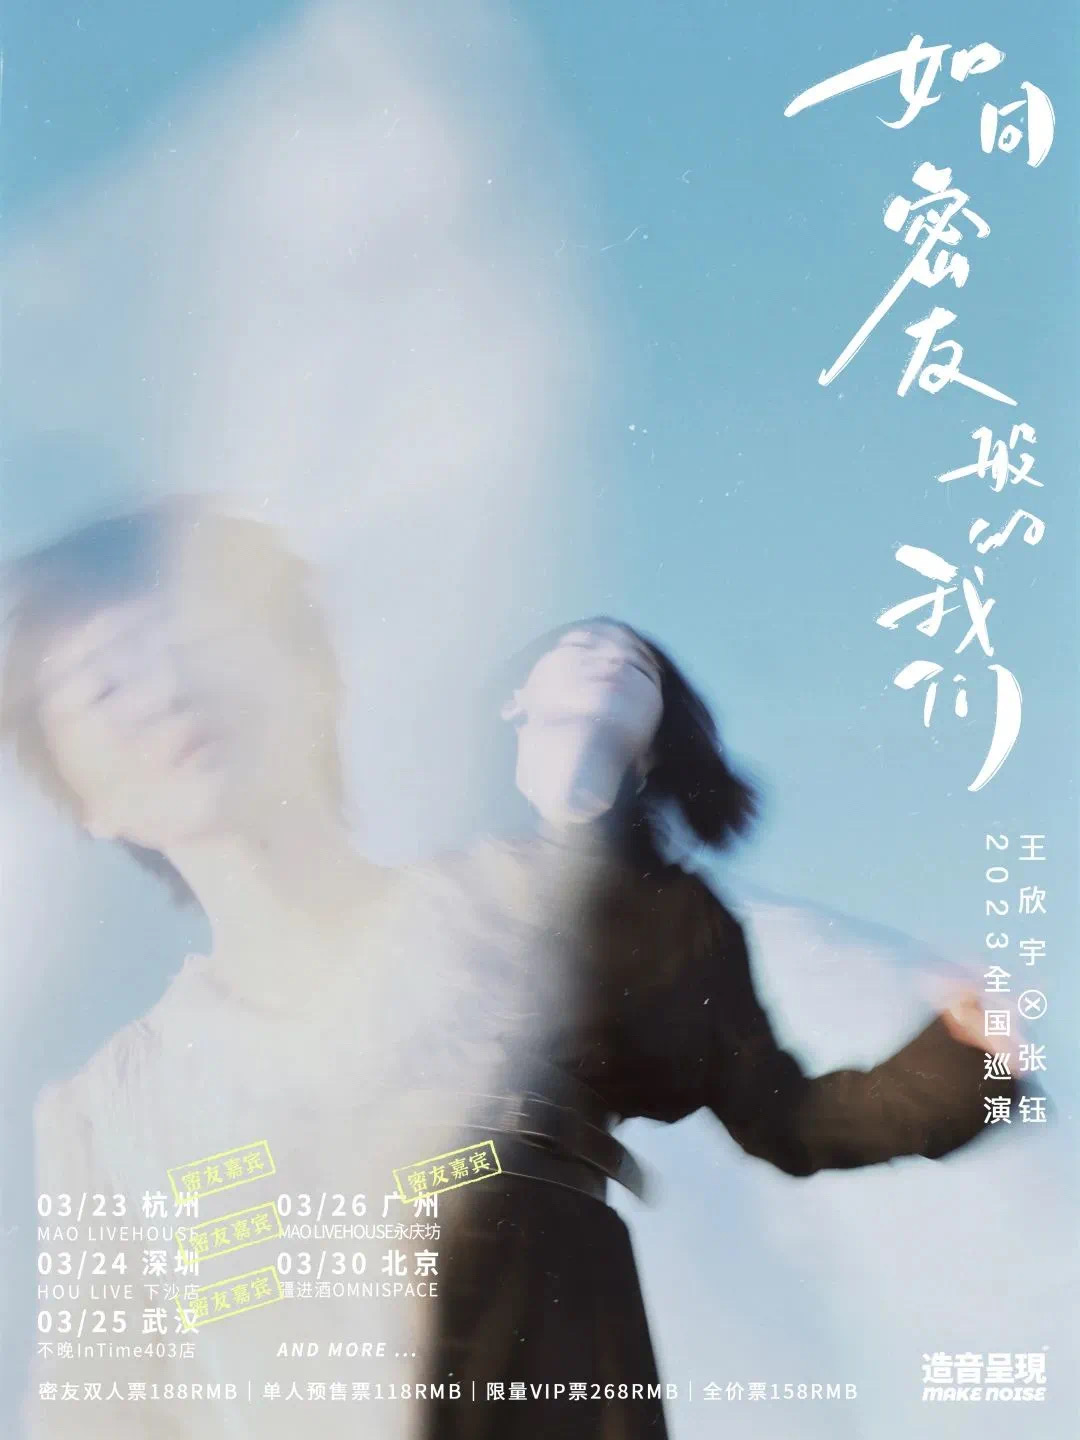 如同
密友
般的
我们
王欣宇ⓧ张钰
2023全国巡演
密友嘉宾
03/23 杭州
MAO LIVEHOUSE
密友嘉宾
03/24 深圳
HOU LIVE 下沙店
密友嘉宾
03/25 武汉
不晚InTime403店
密友嘉宾
03/26 广州
MAO LIVEHOUSE永庆坊
03/30 北京
疆进酒OMNISPACE
AND MORE ...
密友双人票188RMB｜单人预售票118RMB｜限量VIP票268RMB｜全价票158RMB
造音呈現
MAKE NOISE